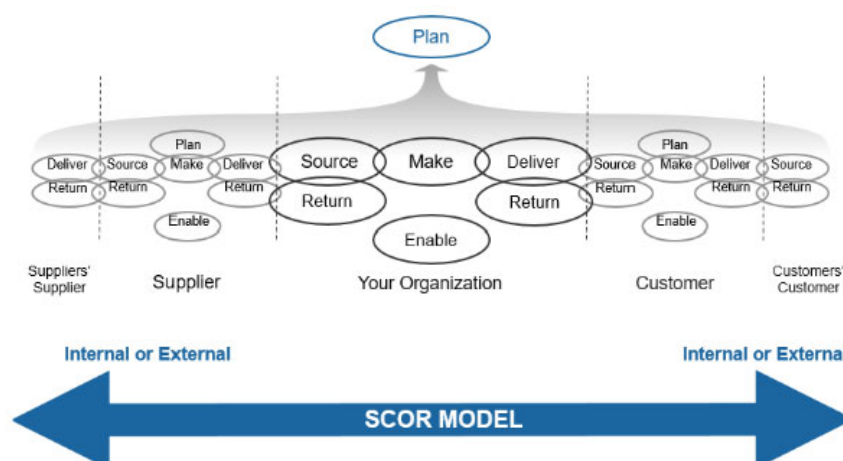 Plan
Plan
Plan
Deliver
Source
Make
Deliver
Source
Make
Deliver
Source
Make
Deliver
Source
Return
Return
Return
Return
Return
Return
Return
Return
Enable
Enable
Enable
Suppliers'
Supplier
Supplier
Your Organization
Customer
Customers'
Customer
Internal or External
Internal or Externa
SCOR MODEL